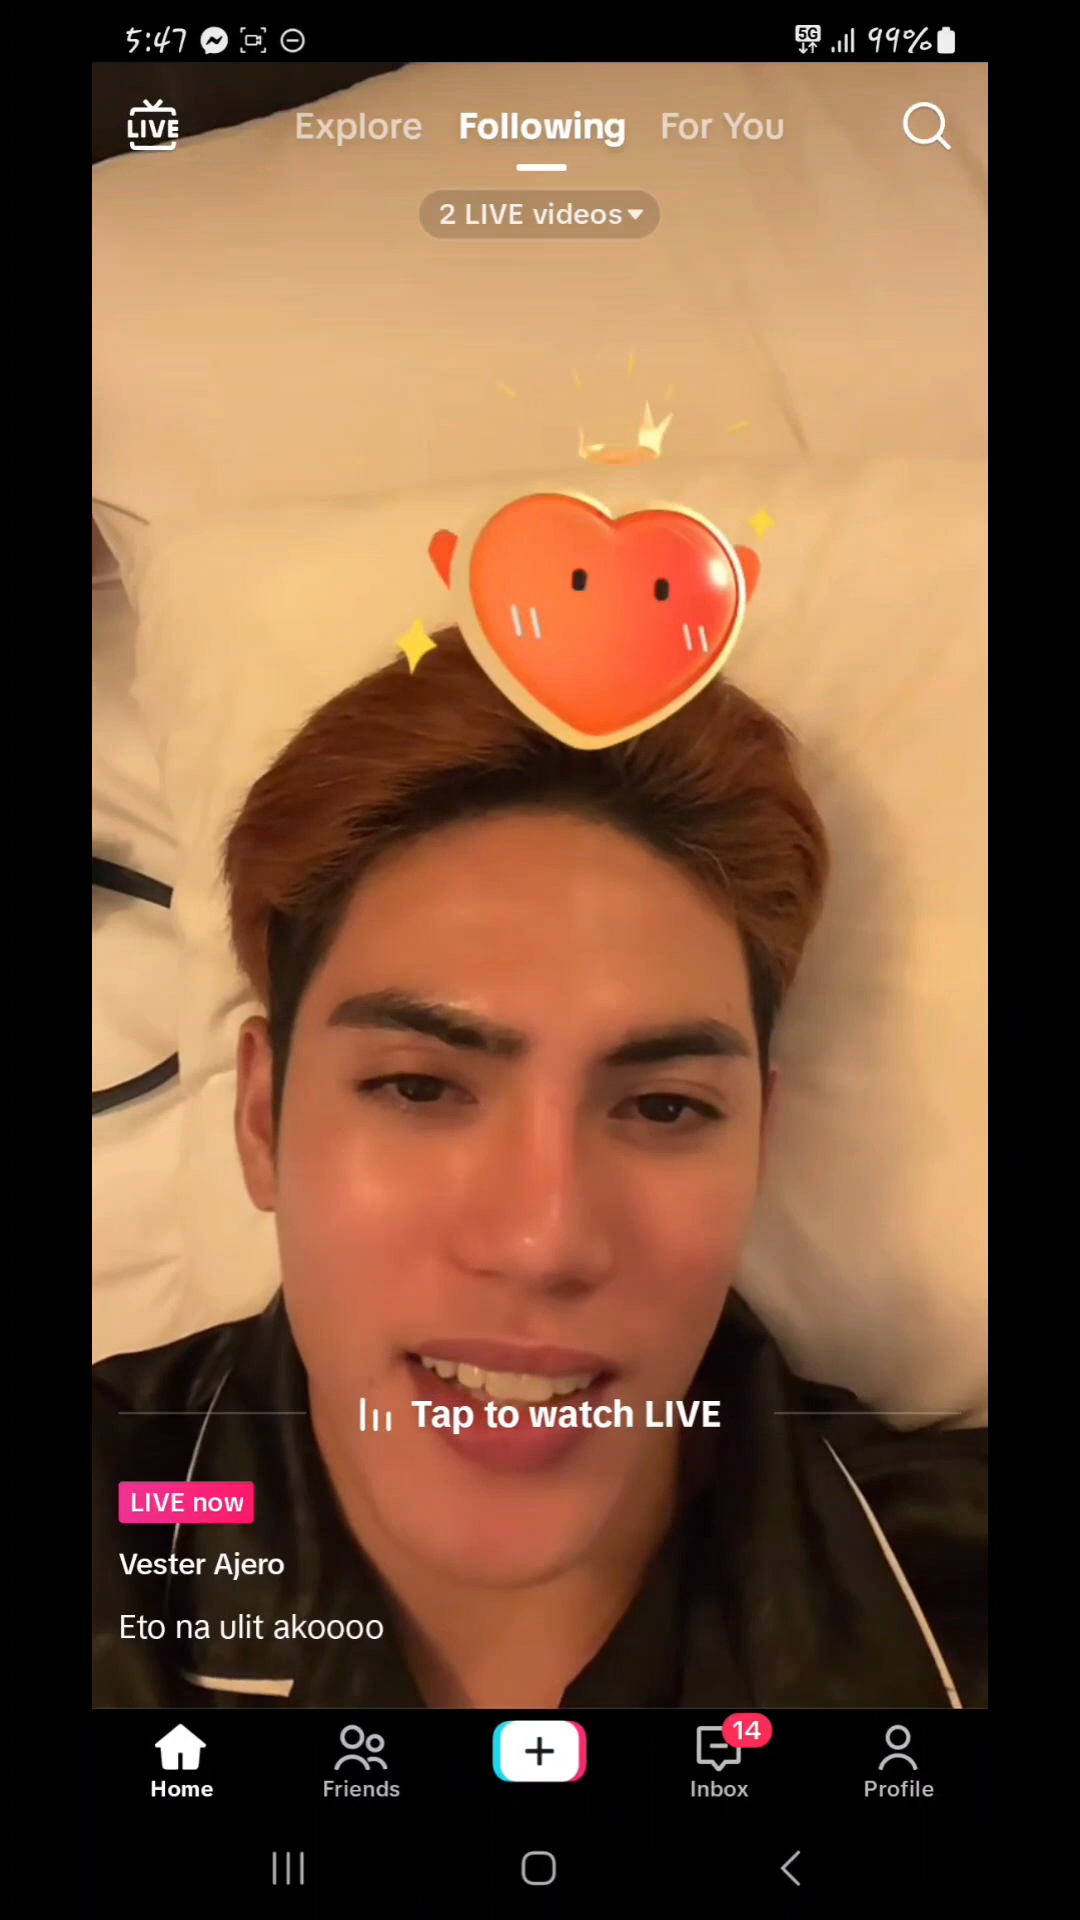 5:47
5G
99%
LIVE
Explore
Following
For You
2 LIVE videos
Tap to watch LIVE
LIVE now
Vester Ajero
Eto na ulit akoooo
14
Home
Friends
Inbox
Profile